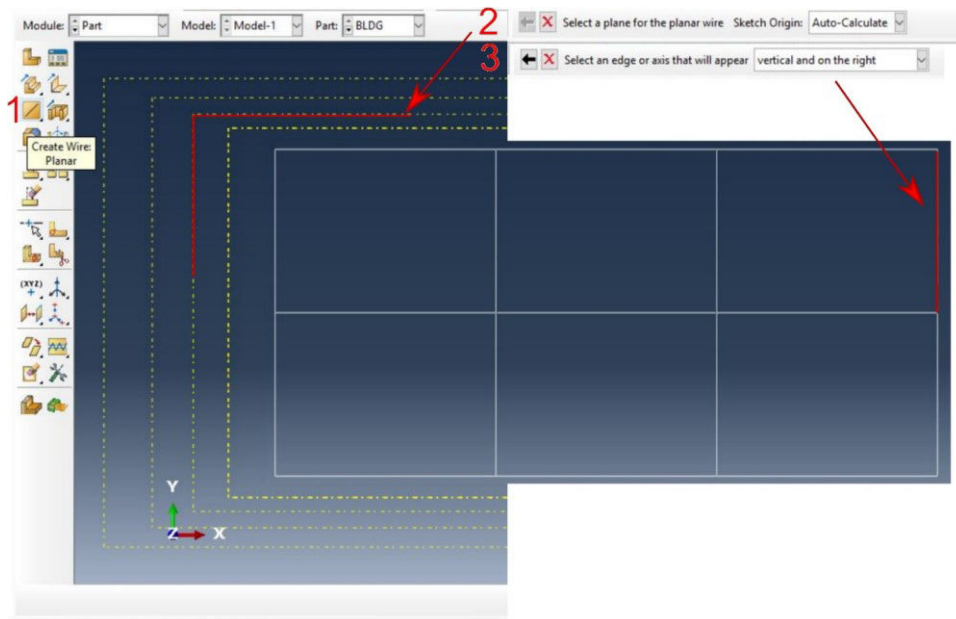 Module: Part Model: Model-1 Part: BLDG
2 Select a plane for the planar wire Sketch Origin: Auto-Calculate
3 Select an edge or axis that will appear vertical and on the right
1
Create Wire:
Planar
(XYZ)
Y
Z X